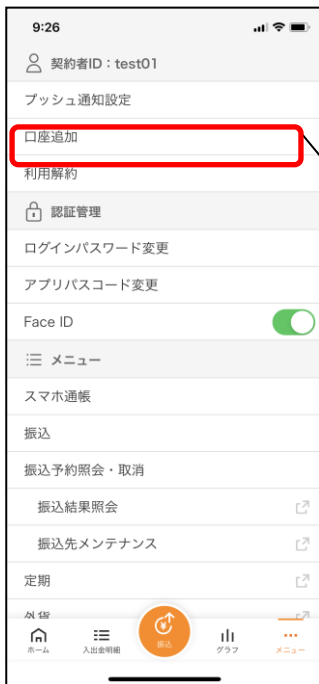 9:26
契約者ID：test01
プッシュ通知設定
口座追加
利用解約
認証管理
ログインパスワード変更
アプリパスコード変更
Face ID
メニュー
スマホ通帳
振込
振込予約照会・取消
振込結果照会
振込先メンテナンス
定期
外貨
ホーム
入出金明細
振込
グラフ
メニュー